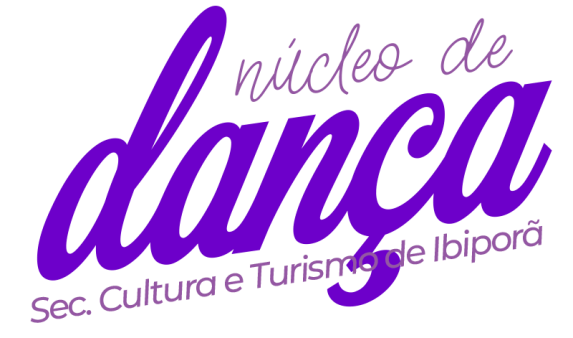 núcleo de
dança
Sec. Cultura e Turismo de Ibiporã